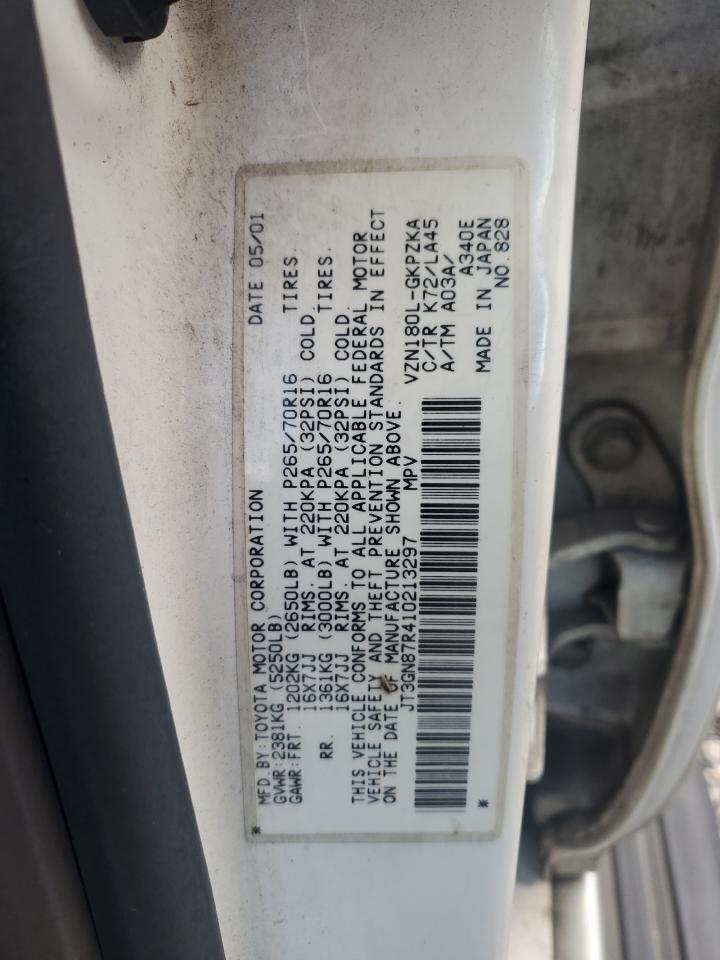 MFD.BY:TOYOTA MOTOR CORPORATION DATE 05/01
GVWR:2381KG (5250LB)
GAWR:FRT. 1202KG (2650LB) WITH P265/70R16 TIRES.
16X7JJ RIMS. AT 220KPA (32PSI) COLD.
RR. 1361KG (3000LB) WITH P265/70R16 TIRES.
16X7JJ RIMS. AT 220KPA (32PSI) COLD.
THIS VEHICLE CONFORMS TO ALL APPLICABLE FEDERAL MOTOR
VEHICLE SAFETY AND THEFT PREVENTION STANDARDS IN EFFECT
ON THE DATE OF MANUFACTURE SHOWN ABOVE.
JT3GN87R410213297 MPV VZN180L-GKPZKA
C/TR K72/LA45
A/TM A03A/
A340E
MADE IN JAPAN
NO.828
* *